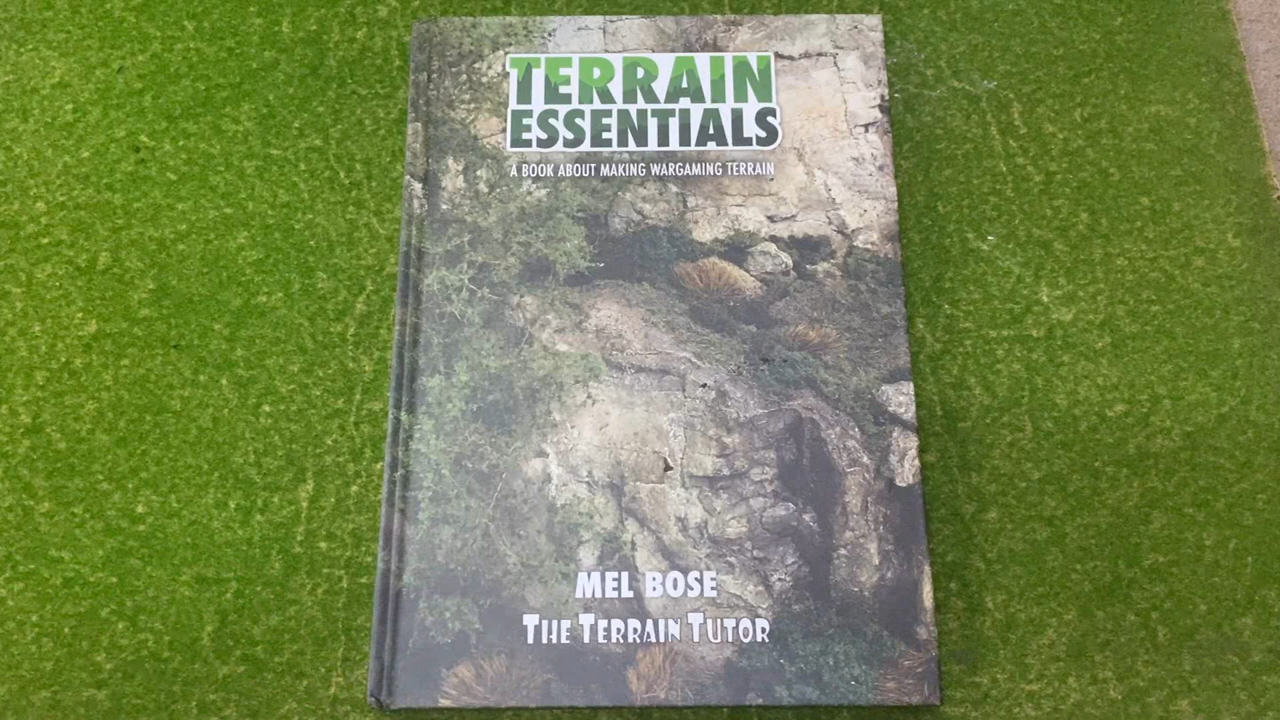 TERRAIN
ESSENTIALS
A BOOK ABOUT MAKING WARGAMING TERRAIN
MEL BOSE
THE TERRAIN TUTOR